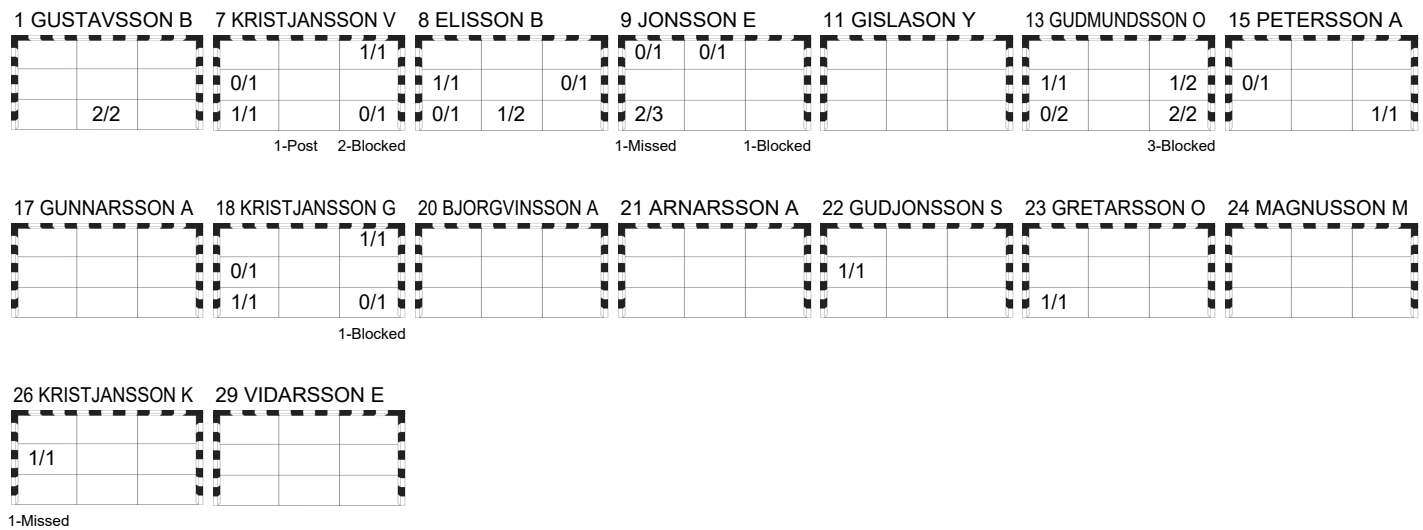 1 GUSTAVSSON B 7 KRISTJANSSON V 8 ELISSON B 9 JONSSON E 11 GISLASON Y 13 GUDMUNDSSON O 15 PETERSSON A
1/1 0/1 0/1
0/1 1/1 0/1 1/1 1/2 0/1
2/2 1/1 0/1 0/1 1/2 2/3 0/2 2/2 1/1
1-Post 2-Blocked 1-Missed 1-Blocked 3-Blocked
17 GUNNARSSON A 18 KRISTJANSSON G 20 BJORGVINSSON A 21 ARNARSSON A 22 GUDJONSSON S 23 GRETARSSON O 24 MAGNUSSON M
1/1
0/1 1/1
1/1 0/1 1/1
1-Blocked
26 KRISTJANSSON K 29 VIDARSSON E
1/1
1-Missed